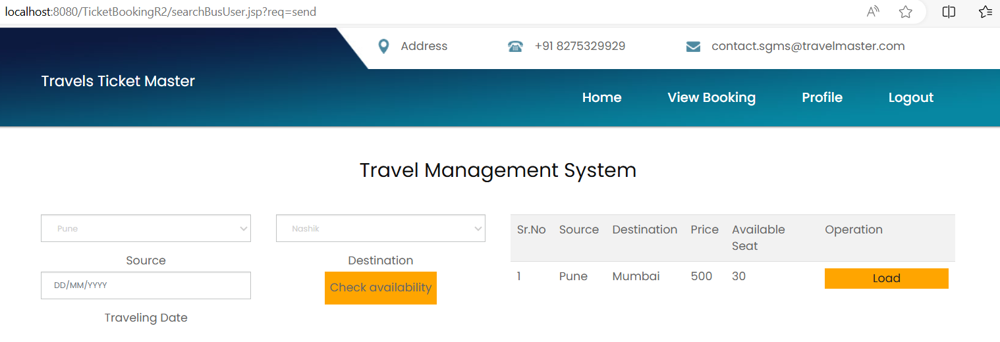 localhost:8080/TicketBookingR2/searchBusUser.jsp?req=send
Address
+91 8275329929
contact.sgms@travelmaster.com
Travels Ticket Master
Home
View Booking
Profile
Logout
Travel Management System
Pune
Source
Nashik
Destination
DD/MM/YYYY
Traveling Date
Check availability
Sr.No Source Destination Price Available Seat Operation
1 Pune Mumbai 500 30 Load